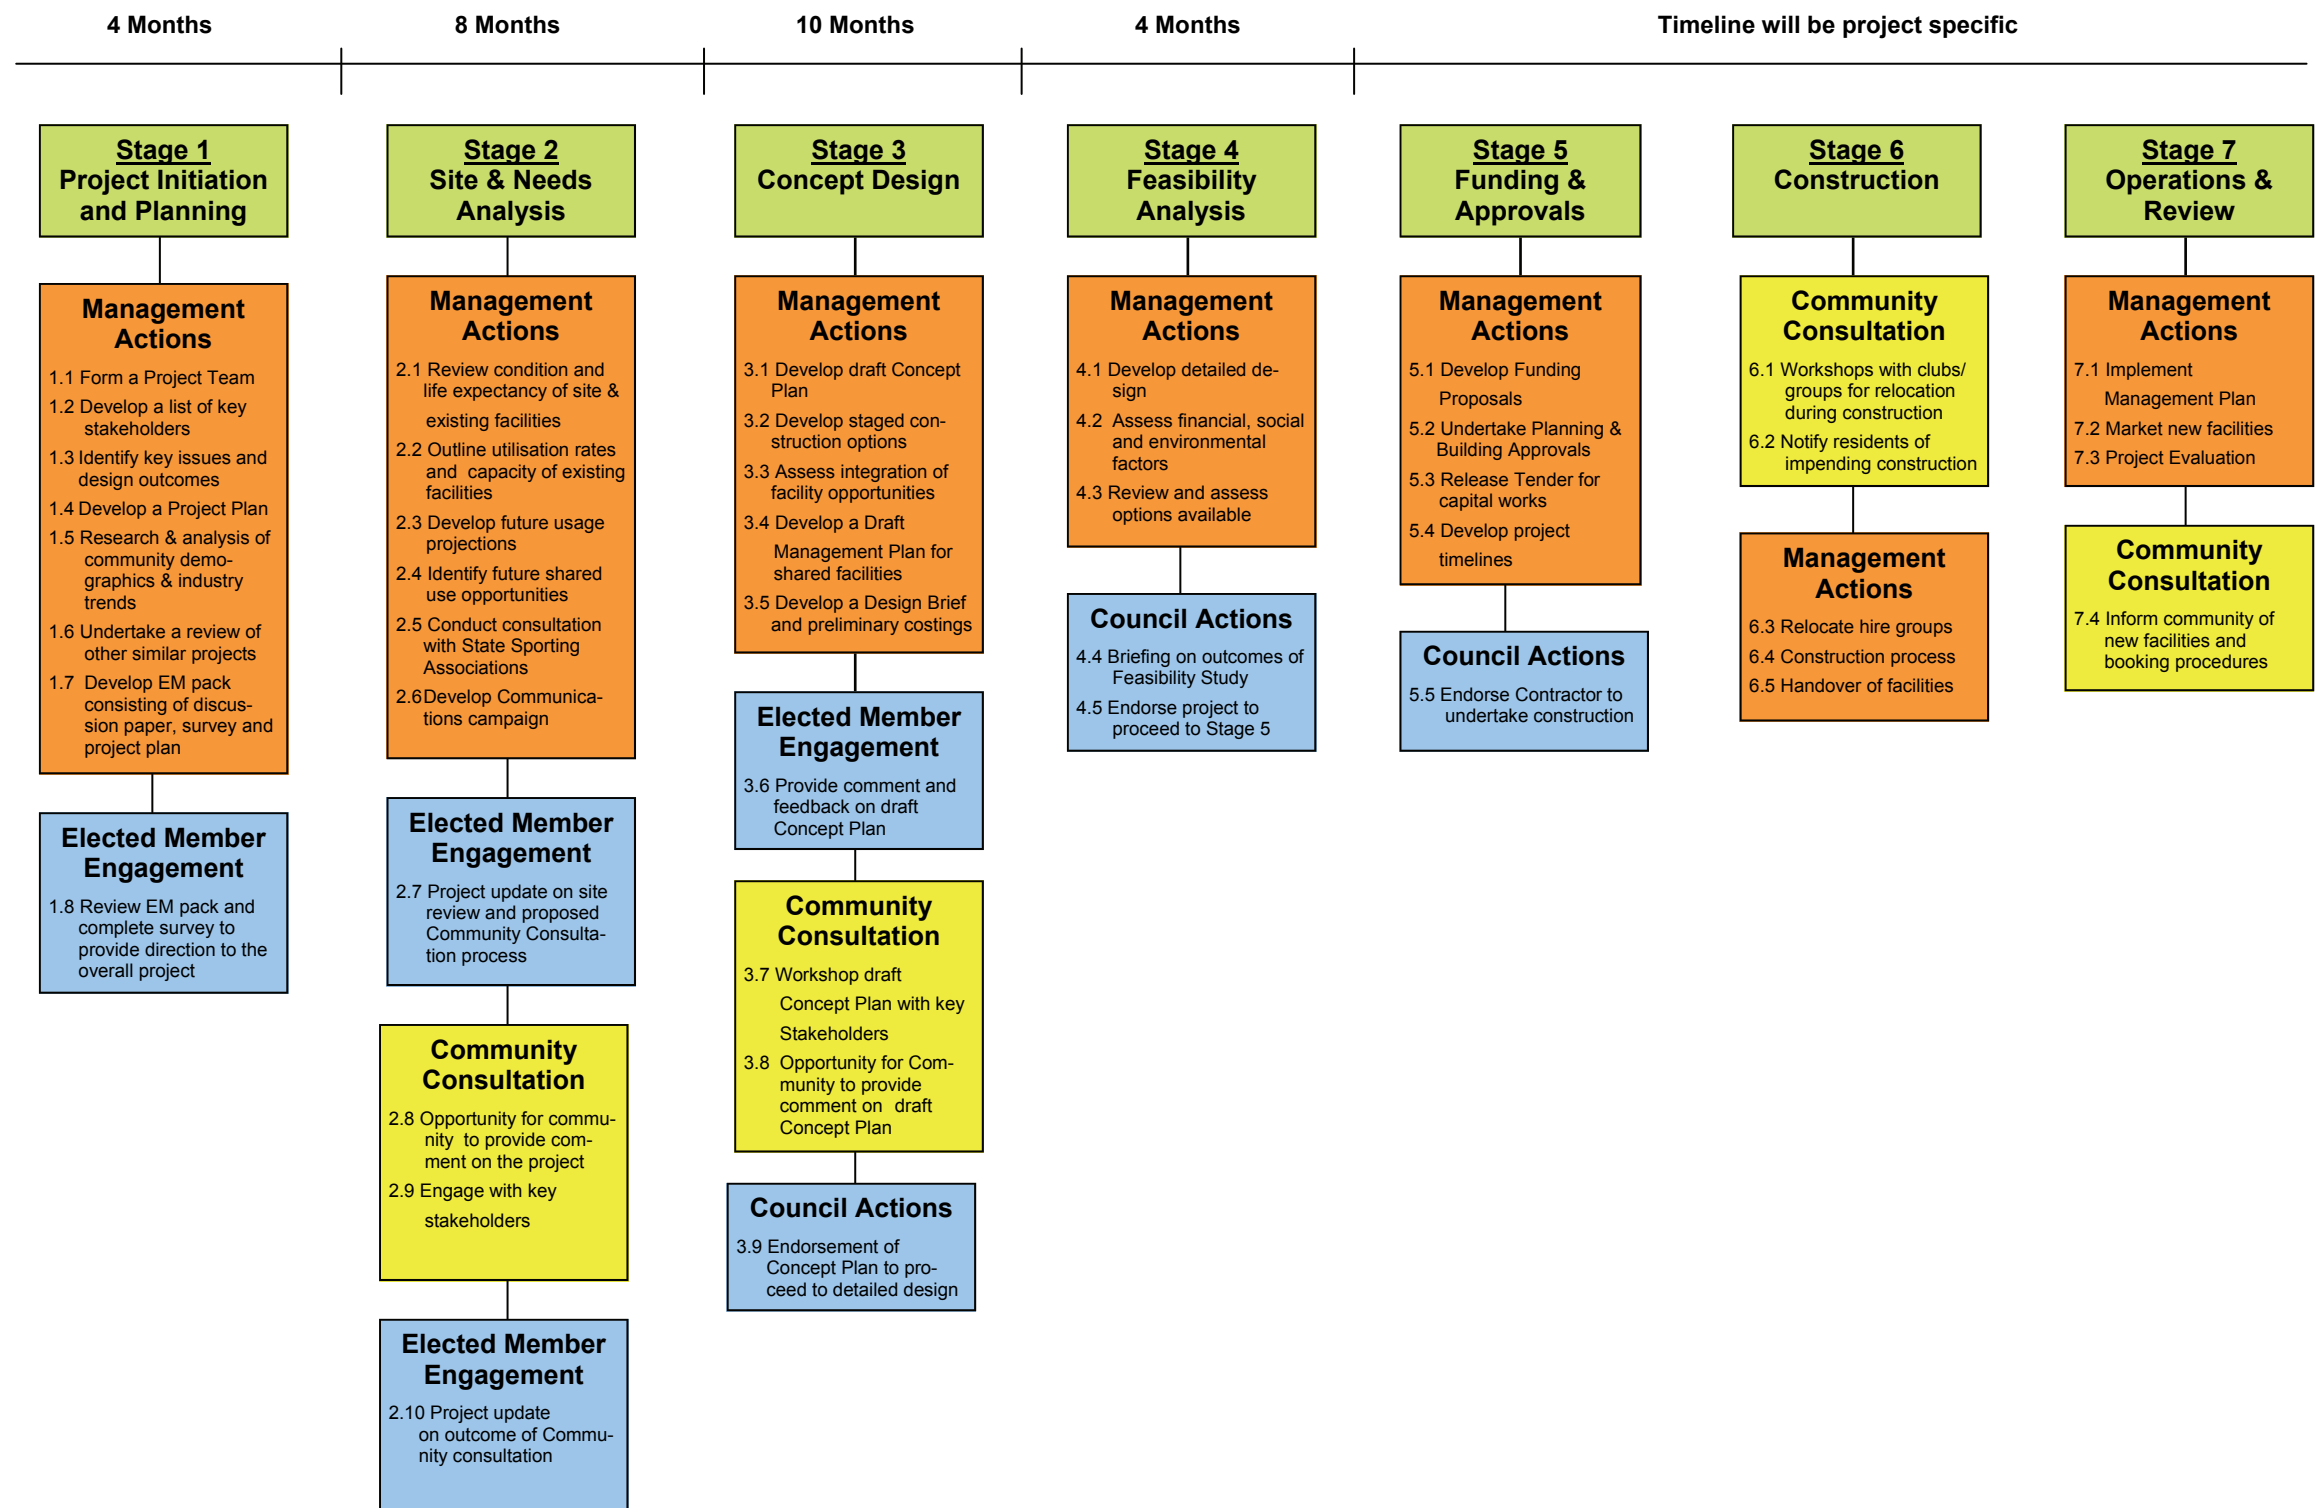 4 Months
8 Months
10 Months
4 Months
Timeline will be project specific
Stage 1
Project Initiation
and Planning
Management
Actions
1.1 Form a Project Team
1.2 Develop a list of key
stakeholders
1.3 Identify key issues and
design outcomes
1.4 Develop a Project Plan
1.5 Research & analysis of
community demo-
graphics & industry
trends
1.6 Undertake a review of
other similar projects
1.7 Develop EM pack
consisting of discus-
sion paper, survey and
project plan
Elected Member
Engagement
1.8 Review EM pack and
complete survey to
provide direction to the
overall project
Stage 2
Site & Needs
Analysis
Management
Actions
2.1 Review condition and
life expectancy of site &
existing facilities
2.2 Outline utilisation rates
and capacity of existing
facilities
2.3 Develop future usage
projections
2.4 Identify future shared
use opportunities
2.5 Conduct consultation
with State Sporting
Associations
2.6Develop Communica-
tions campaign
Elected Member
Engagement
2.7 Project update on site
review and proposed
Community Consulta-
tion process
Community
Consultation
2.8 Opportunity for commu-
nity to provide com-
ment on the project
2.9 Engage with key
stakeholders
Elected Member
Engagement
2.10 Project update
on outcome of Commu-
nity consultation
Stage 3
Concept Design
Management
Actions
3.1 Develop draft Concept
Plan
3.2 Develop staged con-
struction options
3.3 Assess integration of
facility opportunities
3.4 Develop a Draft
Management Plan for
shared facilities
3.5 Develop a Design Brief
and preliminary costings
Elected Member
Engagement
3.6 Provide comment and
feedback on draft
Concept Plan
Community
Consultation
3.7 Workshop draft
Concept Plan with key
Stakeholders
3.8 Opportunity for Com-
munity to provide
comment on draft
Concept Plan
Council Actions
3.9 Endorsement of
Concept Plan to pro-
ceed to detailed design
Stage 4
Feasibility
Analysis
Management
Actions
4.1 Develop detailed de-
sign
4.2 Assess financial, social
and environmental
factors
4.3 Review and assess
options available
Council Actions
4.4 Briefing on outcomes of
Feasibility Study
4.5 Endorse project to
proceed to Stage 5
Stage 5
Funding &
Approvals
Management
Actions
5.1 Develop Funding
Proposals
5.2 Undertake Planning &
Building Approvals
5.3 Release Tender for
capital works
5.4 Develop project
timelines
Council Actions
5.5 Endorse Contractor to
undertake construction
Stage 6
Construction
Community
Consultation
6.1 Workshops with clubs/
groups for relocation
during construction
6.2 Notify residents of
impending construction
Management
Actions
6.3 Relocate hire groups
6.4 Construction process
6.5 Handover of facilities
Stage 7
Operations &
Review
Management
Actions
7.1 Implement
Management Plan
7.2 Market new facilities
7.3 Project Evaluation
Community
Consultation
7.4 Inform community of
new facilities and
booking procedures